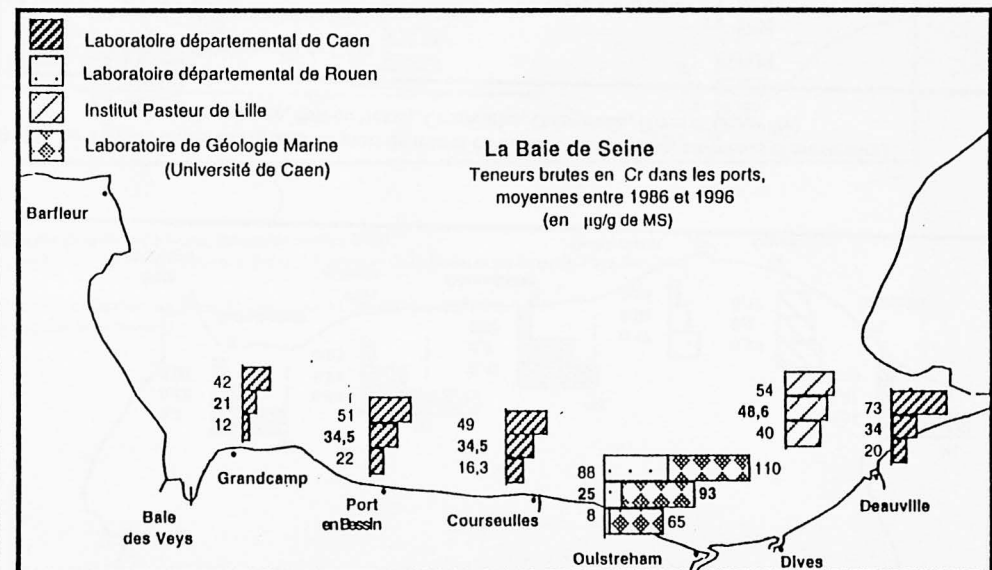 Laboratoire départemental de Caen
Laboratoire départemental de Rouen
Institut Pasteur de Lille
Laboratoire de Géologie Marine
(Université de Caen)
La Baie de Seine
Teneurs brutes en Cr dans les ports,
moyennes entre 1986 et 1996
(en µg/g de MS)
Barfleur
42
21
12
Grandcamp
Baie
des Veys
51
34,5
22
Port
en Bessin
49
34,5
16,3
Courseulles
88
110
25
93
8
65
Ouistreham
54
48,6
40
Dives
73
34
20
Deauville